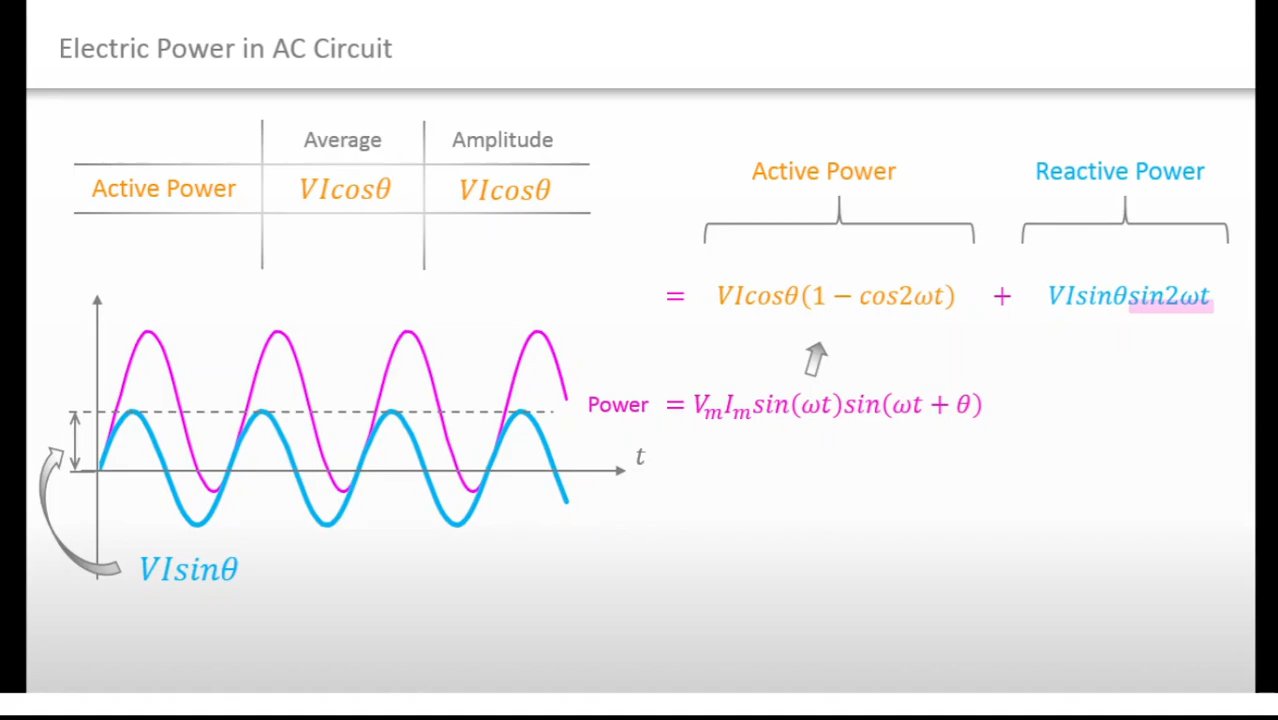 Electric Power in AC Circuit
Average Amplitude
Active Power VIcosθ VIcosθ
Active Power Reactive Power
= VIcosθ(1 − cos2ωt) + VIsinθsin2ωt
Power = VₘIₘsin(ωt)sin(ωt + θ)
t
VIsinθ